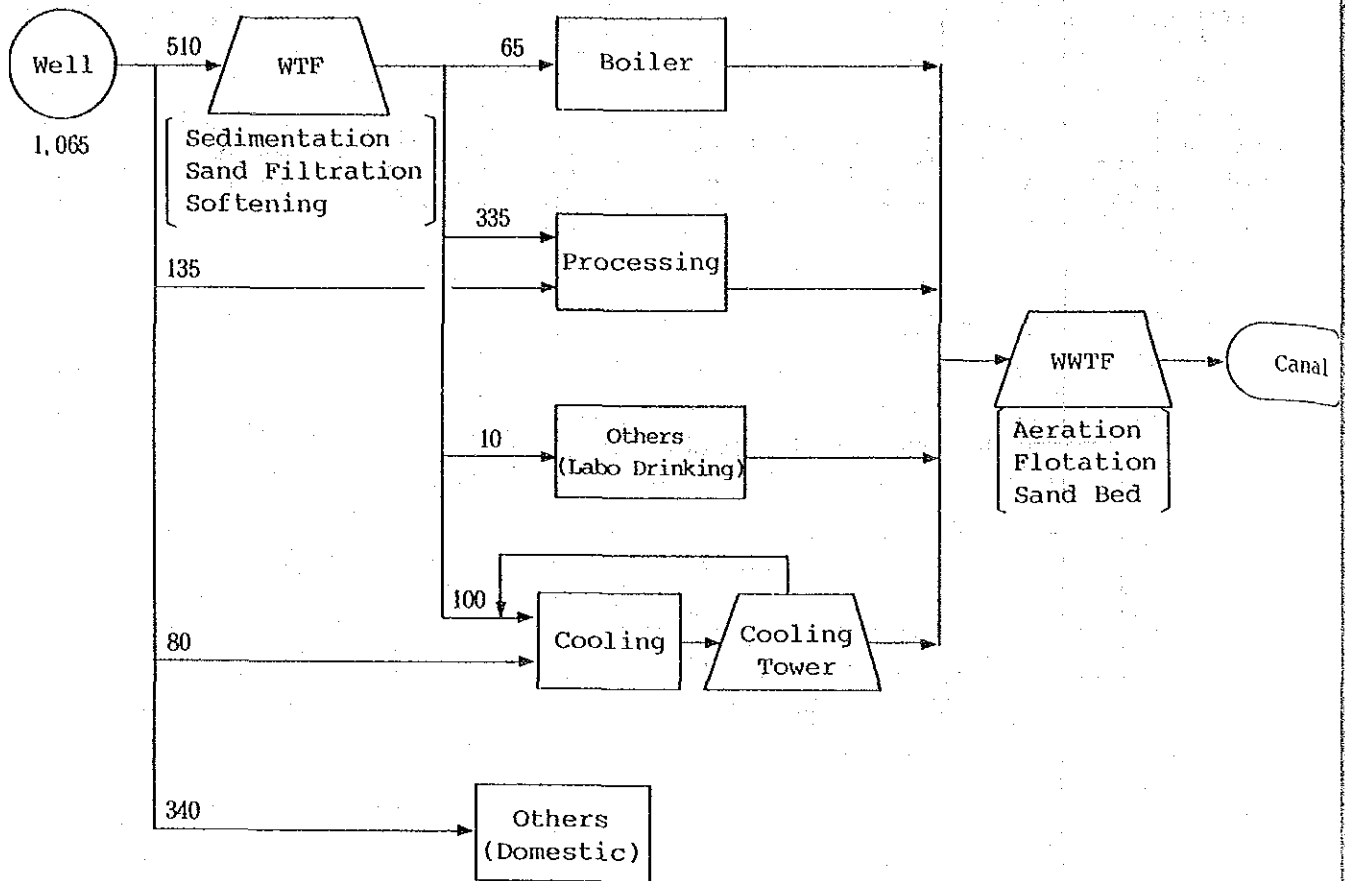 Well
1,065
510
WTF
Sedimentation
Sand Filtration
Softening
65
Boiler
335
135
Processing
10
Others
(Labo Drinking)
100
80
Cooling
Cooling
Tower
340
Others
(Domestic)
WWTF
Aeration
Flotation
Sand Bed
Canal